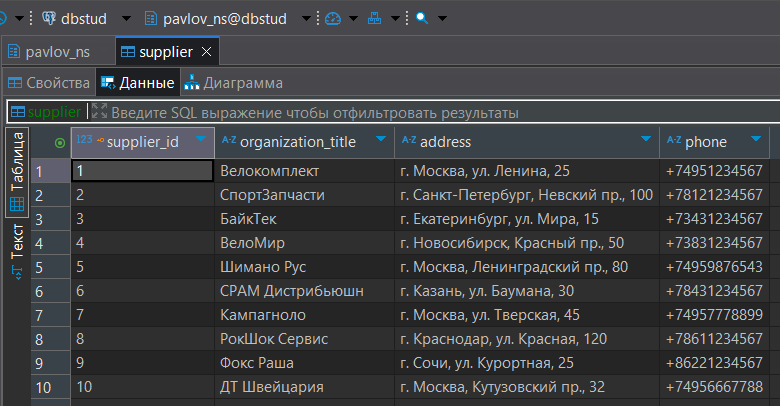 dbstud pavlov_ns@dbstud
pavlov_ns supplier
Свойства Данные Диаграмма
supplier Введите SQL выражение чтобы отфильтровать результаты
Таблица
Текст
123 supplier_id A-Z organization_title A-Z address A-Z phone
1 1 Велокомплект г. Москва, ул. Ленина, 25 +74951234567
2 2 СпортЗапчасти г. Санкт-Петербург, Невский пр., 100 +78121234567
3 3 БайкТек г. Екатеринбург, ул. Мира, 15 +73431234567
4 4 ВелоМир г. Новосибирск, Красный пр., 50 +73831234567
5 5 Шимано Рус г. Москва, Ленинградский пр., 80 +74959876543
6 6 СРАМ Дистрибьюшн г. Казань, ул. Баумана, 30 +78431234567
7 7 Кампагноло г. Москва, ул. Тверская, 45 +74957778899
8 8 РокШок Сервис г. Краснодар, ул. Красная, 120 +78611234567
9 9 Фокс Раша г. Сочи, ул. Курортная, 25 +86221234567
10 10 ДТ Швейцария г. Москва, Кутузовский пр., 32 +74956667788